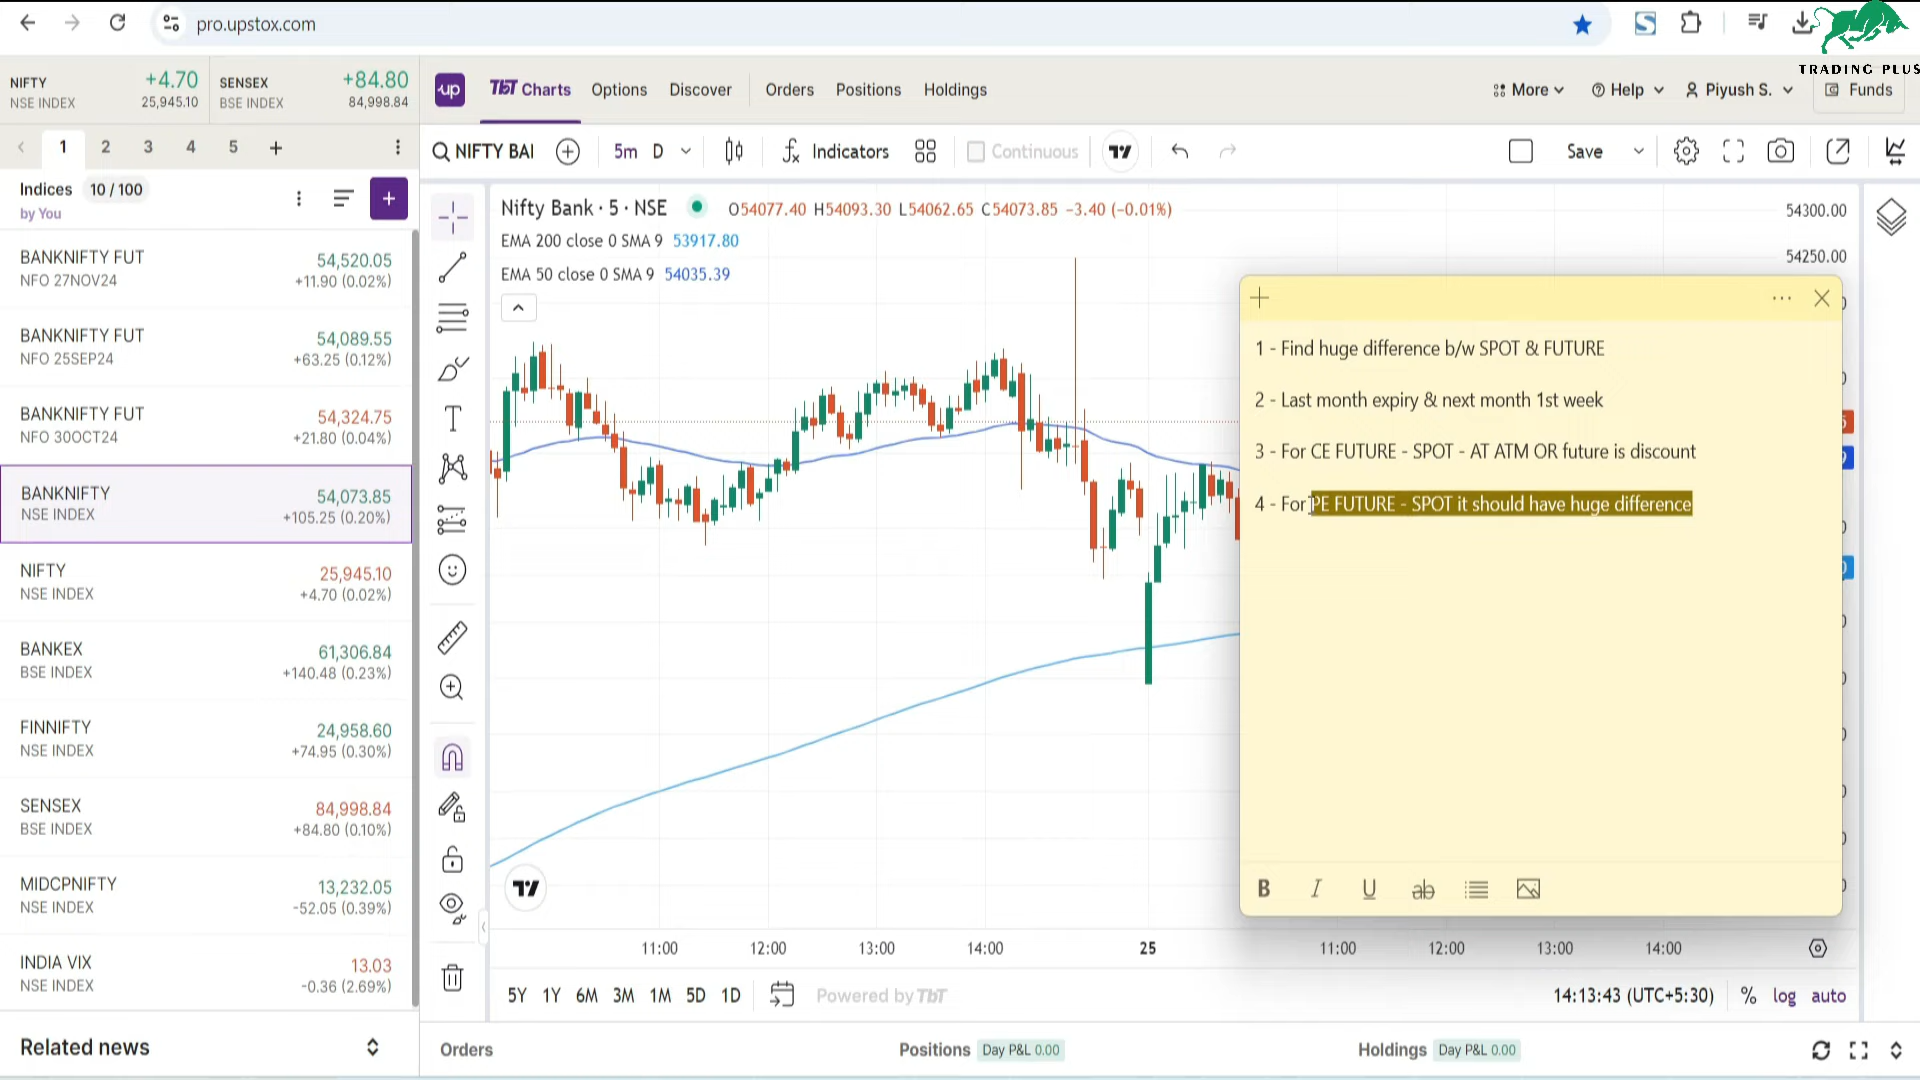 pro.upstox.com
TRADING PLUS
NIFTY +4.70
NSE INDEX 25,945.10
SENSEX +84.80
BSE INDEX 84,998.84
up TbT Charts Options Discover Orders Positions Holdings
More Help Piyush S. Funds
1 2 3 4 5 +
NIFTY BAI 5m D Indicators Continuous Save
Indices 10 / 100
by You
BANKNIFTY FUT 54,520.05
NFO 27NOV24 +11.90 (0.02%)
BANKNIFTY FUT 54,089.55
NFO 25SEP24 +63.25 (0.12%)
BANKNIFTY FUT 54,324.75
NFO 30OCT24 +21.80 (0.04%)
BANKNIFTY 54,073.85
NSE INDEX +105.25 (0.20%)
NIFTY 25,945.10
NSE INDEX +4.70 (0.02%)
BANKEX 61,306.84
BSE INDEX +140.48 (0.23%)
FINNIFTY 24,958.60
NSE INDEX +74.95 (0.30%)
SENSEX 84,998.84
BSE INDEX +84.80 (0.10%)
MIDCPNIFTY 13,232.05
NSE INDEX -52.05 (0.39%)
INDIA VIX 13.03
NSE INDEX -0.36 (2.69%)
Related news
Nifty Bank · 5 · NSE O54077.40 H54093.30 L54062.65 C54073.85 −3.40 (−0.01%)
EMA 200 close 0 SMA 9 53917.80
EMA 50 close 0 SMA 9 54035.39
54300.00
54250.00
1 - Find huge difference b/w SPOT & FUTURE
2 - Last month expiry & next month 1st week
3 - For CE FUTURE - SPOT - AT ATM OR future is discount
4 - For PE FUTURE - SPOT it should have huge difference
B I U ab
11:00 12:00 13:00 14:00 25 11:00 12:00 13:00 14:00
5Y 1Y 6M 3M 1M 5D 1D Powered by TbT 14:13:43 (UTC+5:30) % log auto
Orders Positions Day P&L 0.00 Holdings Day P&L 0.00